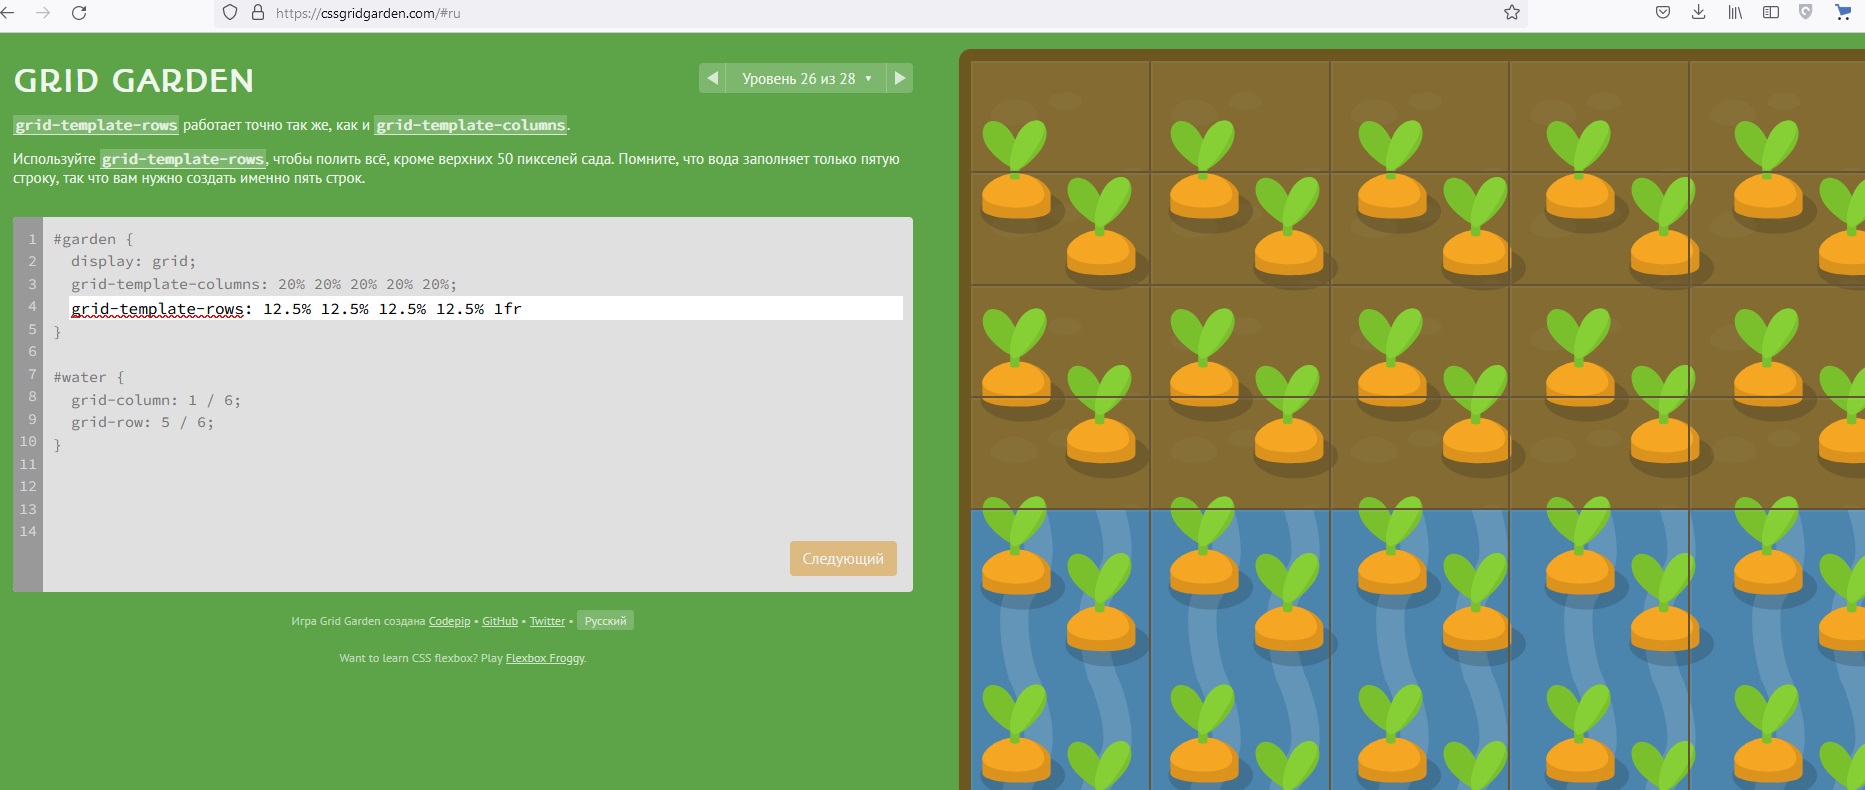 https://cssgridgarden.com/#ru
GRID GARDEN
Уровень 26 из 28
grid-template-rows работает точно так же, как и grid-template-columns.
Используйте grid-template-rows, чтобы полить всё, кроме верхних 50 пикселей сада. Помните, что вода заполняет только пятую
строку, так что вам нужно создать именно пять строк.
1 #garden {
2 display: grid;
3 grid-template-columns: 20% 20% 20% 20% 20%;
4 grid-template-rows: 12.5% 12.5% 12.5% 12.5% 1fr
5 }
6
7 #water {
8 grid-column: 1 / 6;
9 grid-row: 5 / 6;
10 }
11
12
13
14
Следующий
Игра Grid Garden создана Codepip • GitHub • Twitter • Русский
Want to learn CSS flexbox? Play Flexbox Froggy.